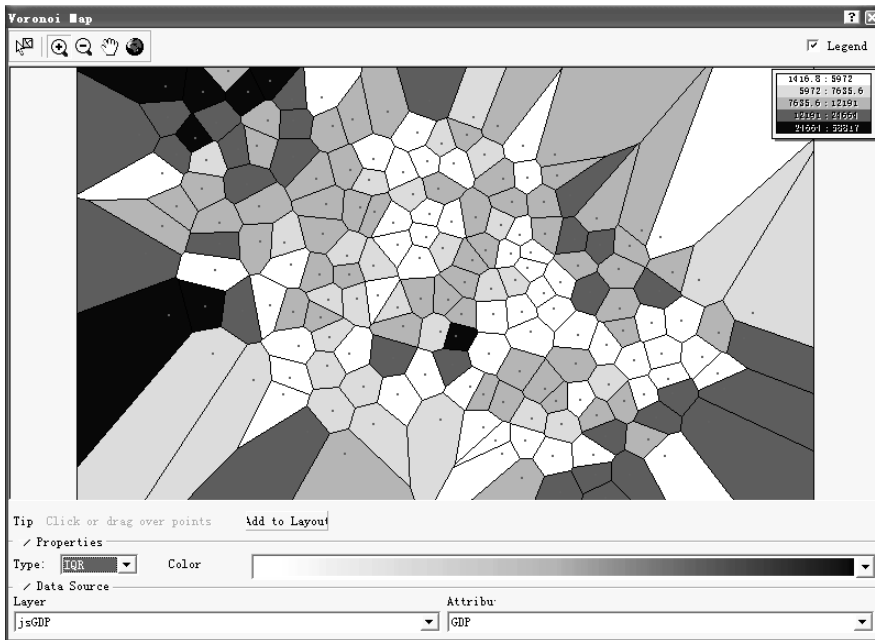 Voronoi Map
Legend
1416.8 : 5972
5972 : 7635.6
7635.6 : 12191
12191 : 24664
24664 : 58817
Tip Click or drag over points Add to Layout
Properties
Type: IQR Color
Data Source
Layer Attribu
jsGDP GDP